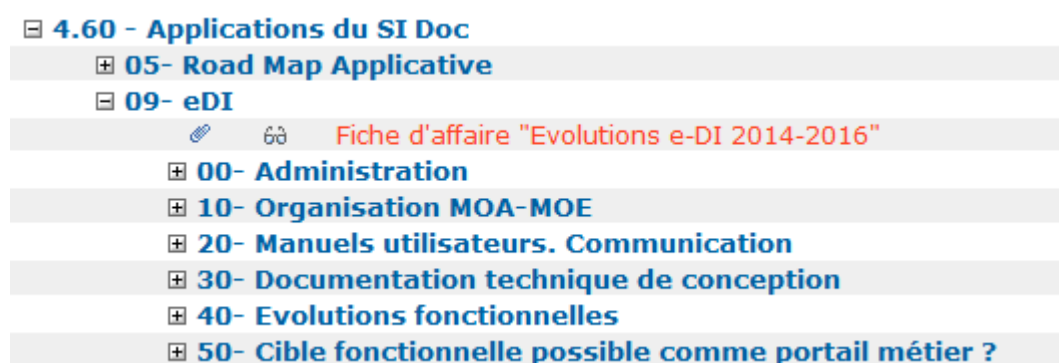 4.60 - Applications du SI Doc
05- Road Map Applicative
09- eDI
Fiche d'affaire "Evolutions e-DI 2014-2016"
00- Administration
10- Organisation MOA-MOE
20- Manuels utilisateurs. Communication
30- Documentation technique de conception
40- Evolutions fonctionnelles
50- Cible fonctionnelle possible comme portail métier ?